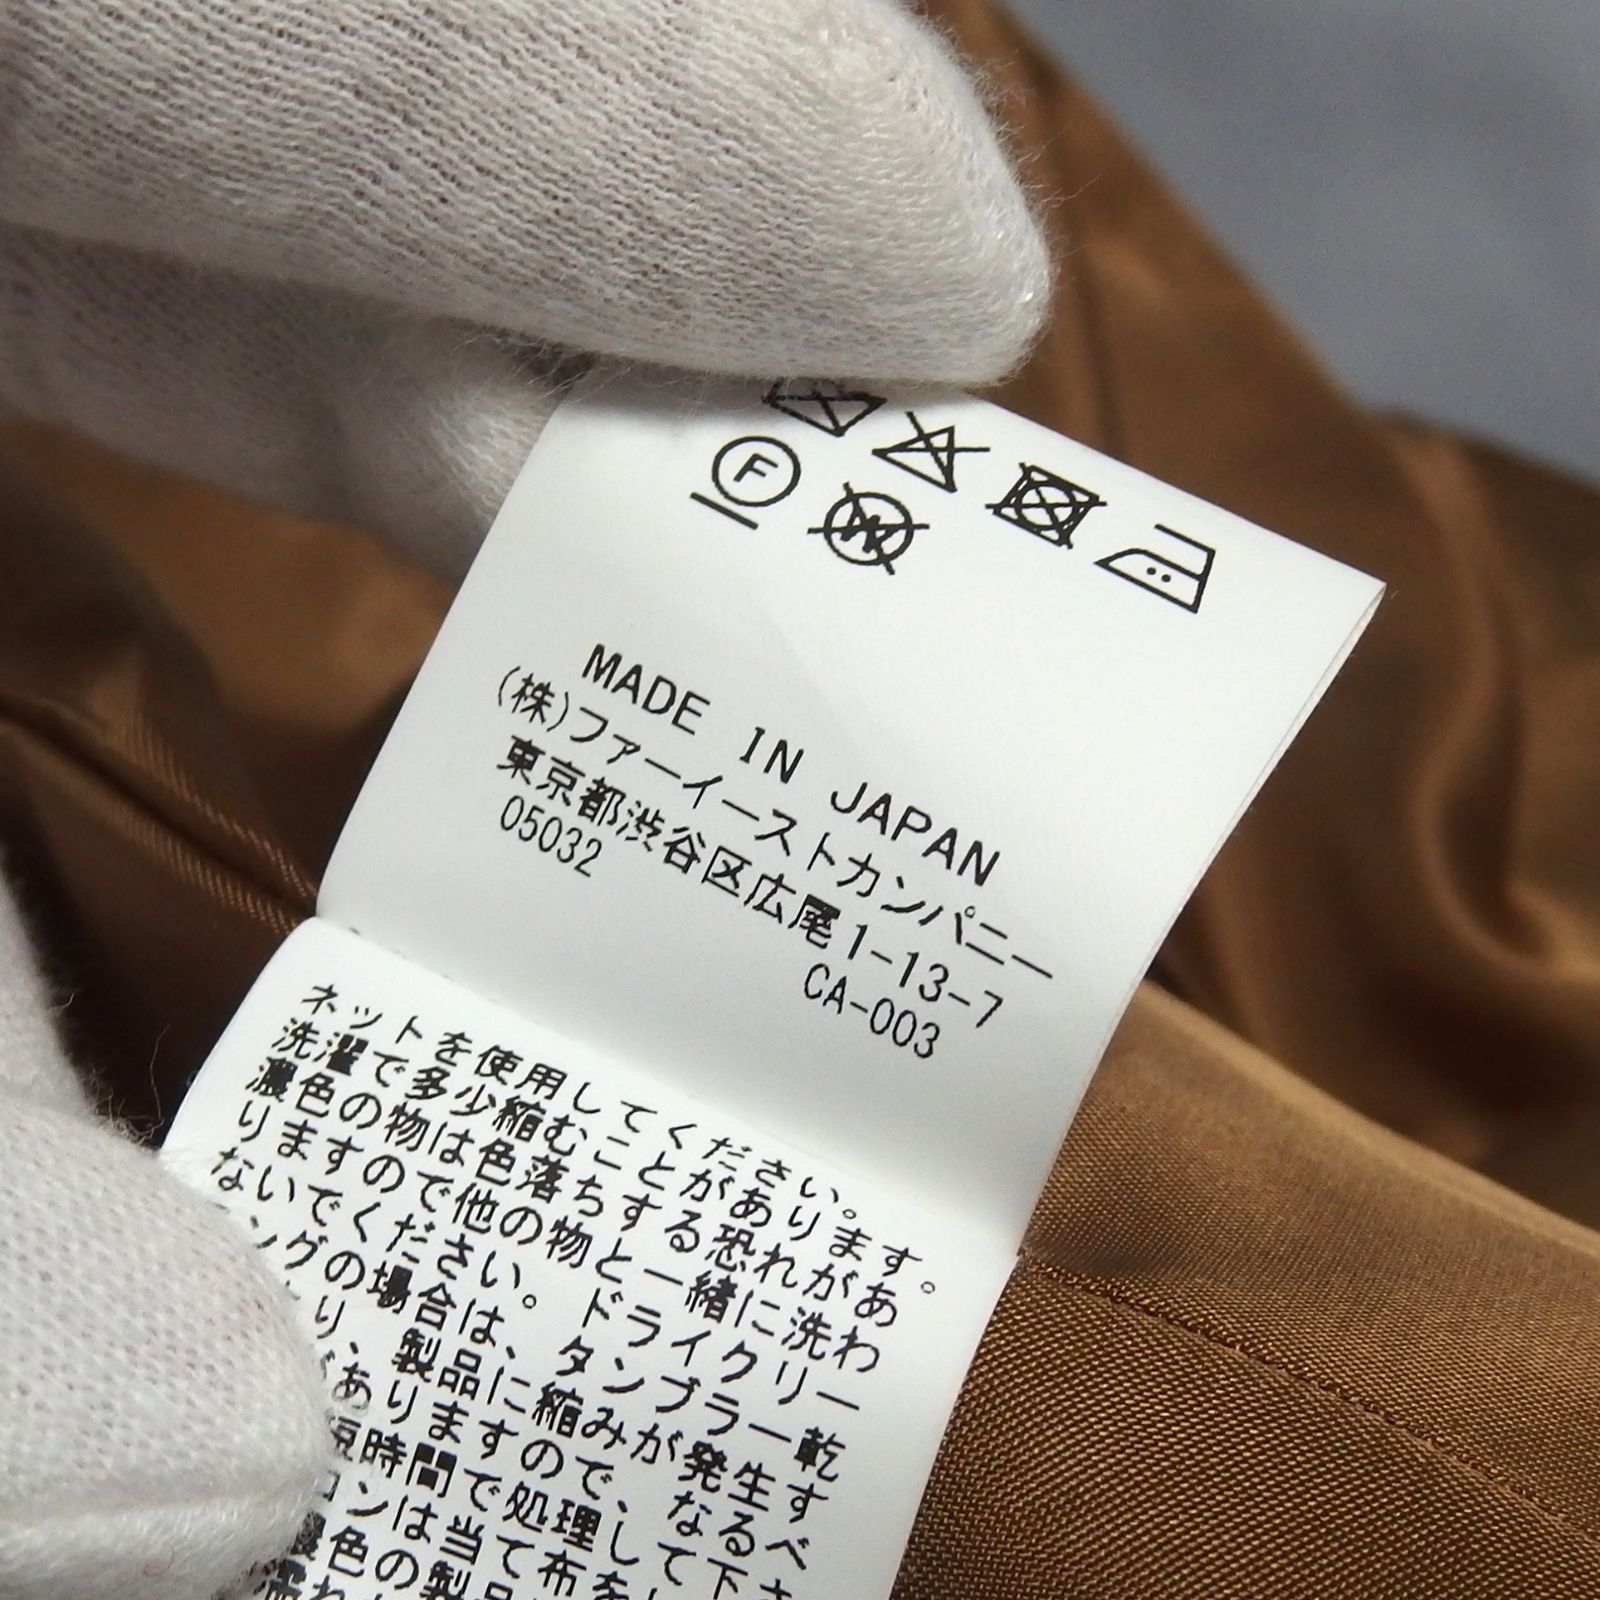 F
W
MADE IN JAPAN
(株)ファーイーストカンパニー
東京都渋谷区広尾1-13-7
05032 CA-003
ネットを使用してください。
洗濯で多少縮むことがあります。
濃色の物は色落ちする恐れがあ
りますので他の物と一緒に洗わ
ないでください。 ドライクリー
ングの場合は、タンブラー乾
製品に縮みが発生す
ありますので、なるべ
時間で処理して下さ
ンは当て布を
色の製品